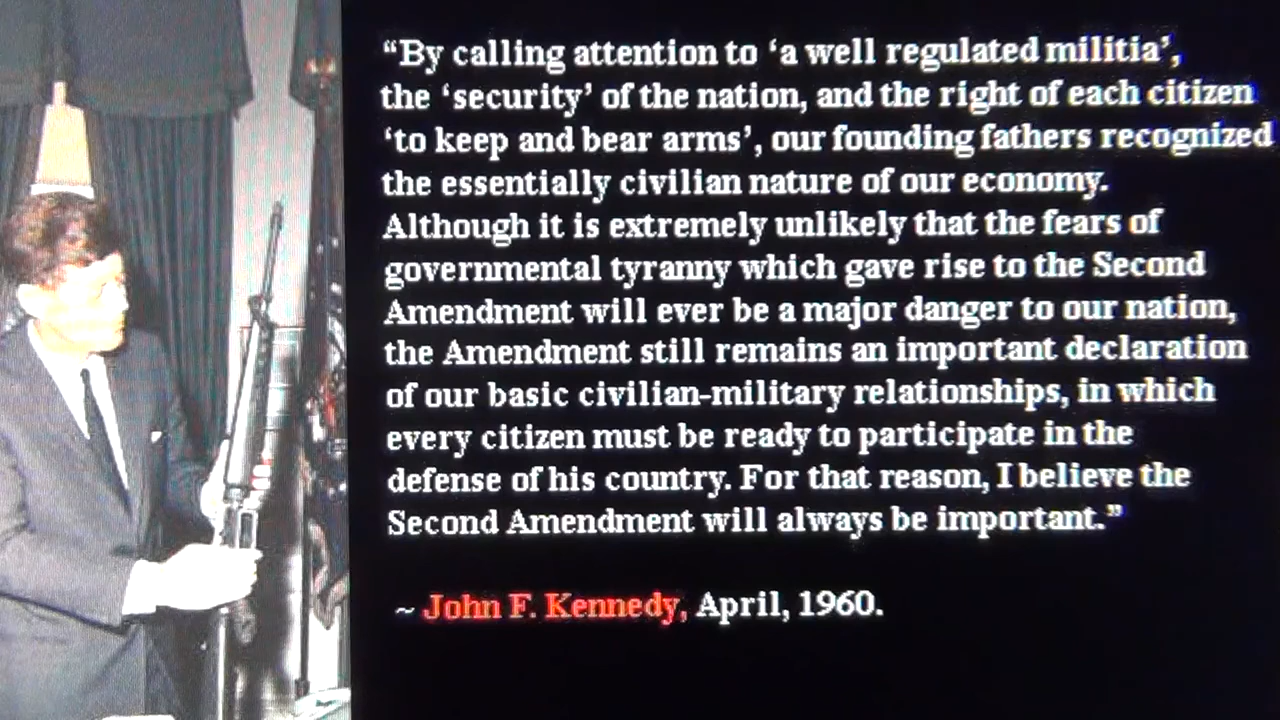 “By calling attention to ‘a well regulated militia’,
the ‘security’ of the nation, and the right of each citizen
‘to keep and bear arms’, our founding fathers recognized
the essentially civilian nature of our economy.
Although it is extremely unlikely that the fears of
governmental tyranny which gave rise to the Second
Amendment will ever be a major danger to our nation,
the Amendment still remains an important declaration
of our basic civilian-military relationships, in which
every citizen must be ready to participate in the
defense of his country. For that reason, I believe the
Second Amendment will always be important.”
~ John F. Kennedy, April, 1960.